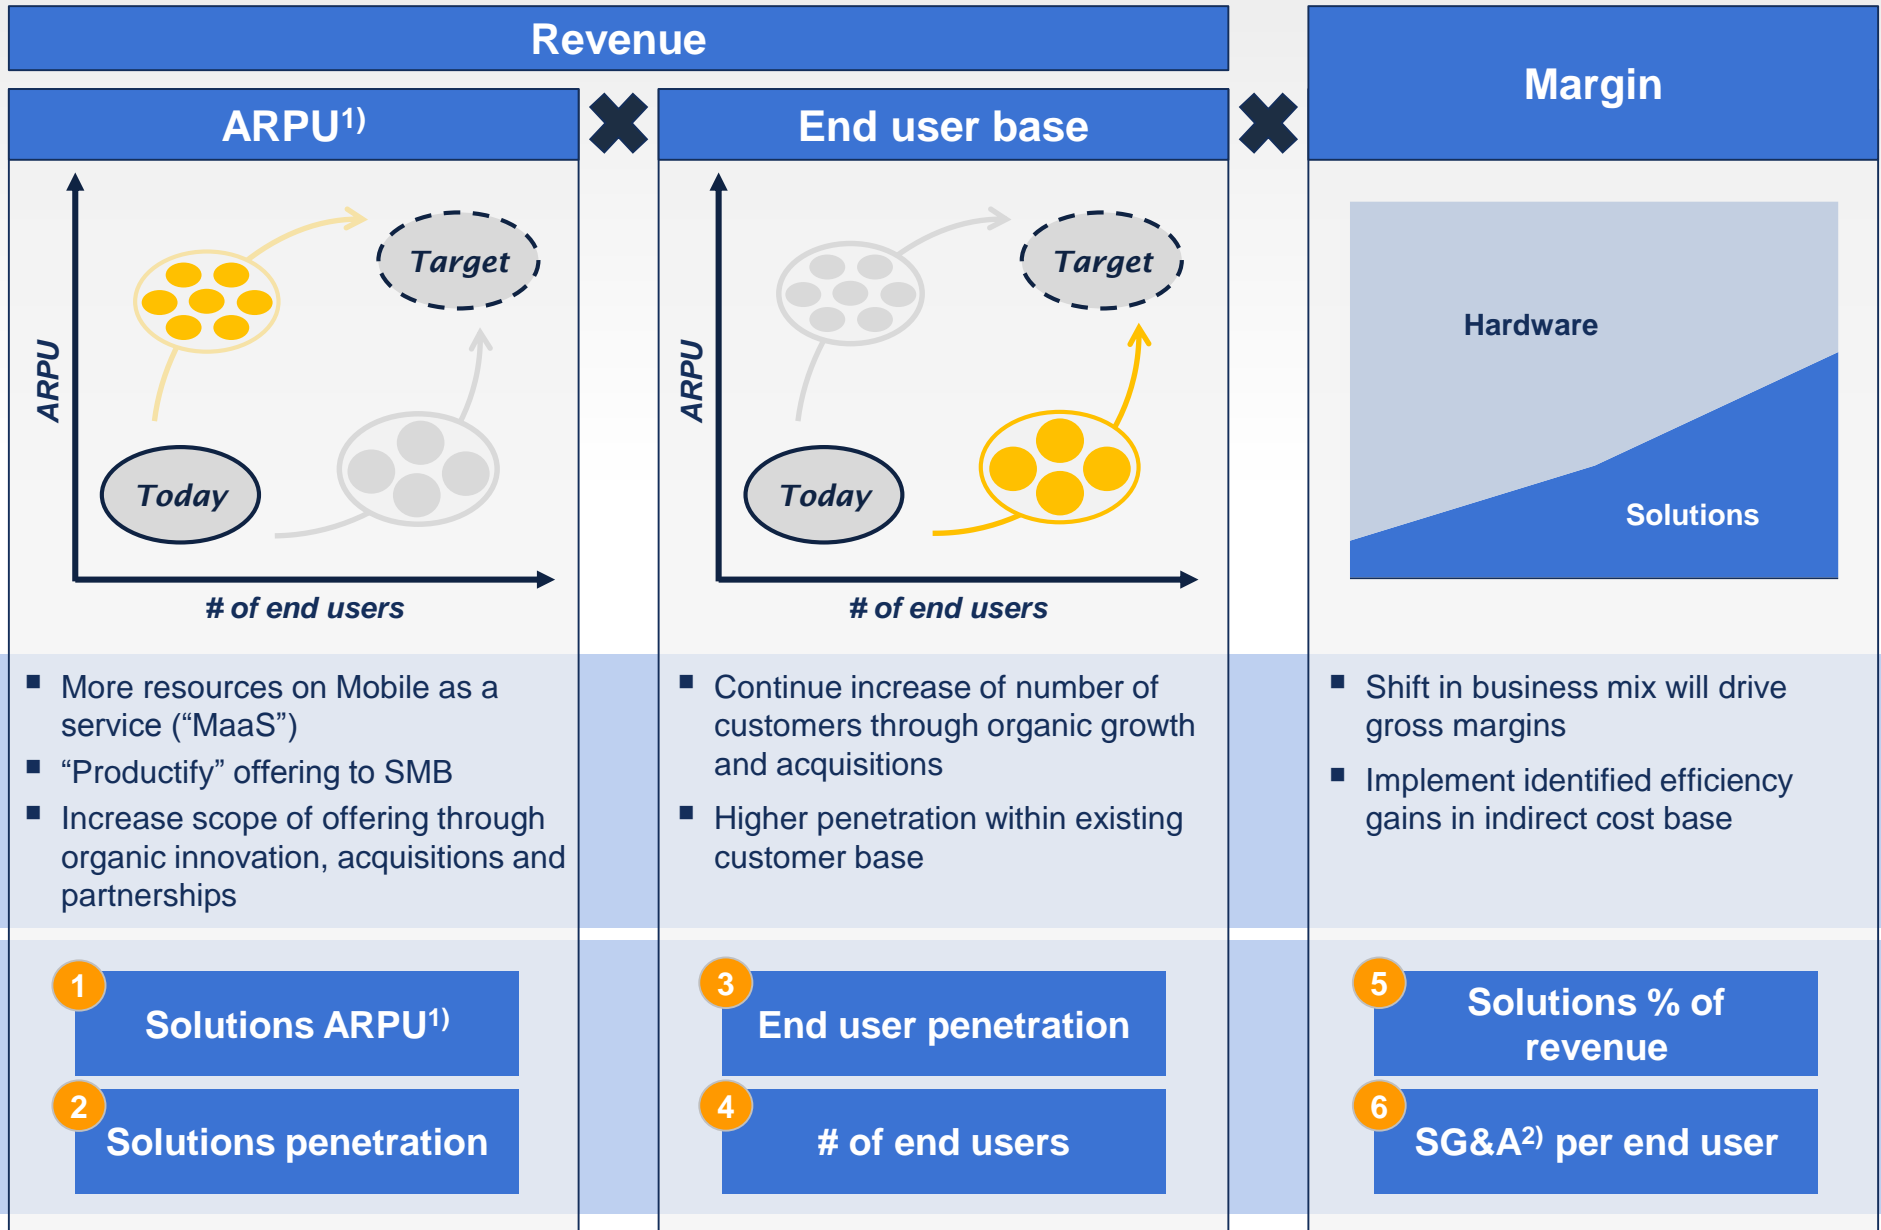 Revenue
Margin
ARPU¹⁾
End user base
ARPU
Target
Today
# of end users
ARPU
Target
Today
# of end users
Hardware
Solutions
▪ More resources on Mobile as a
service (“MaaS”)
▪ “Productify” offering to SMB
▪ Increase scope of offering through
organic innovation, acquisitions and
partnerships
▪ Continue increase of number of
customers through organic growth
and acquisitions
▪ Higher penetration within existing
customer base
▪ Shift in business mix will drive
gross margins
▪ Implement identified efficiency
gains in indirect cost base
1
Solutions ARPU¹⁾
2
Solutions penetration
3
End user penetration
4
# of end users
5
Solutions % of
revenue
6
SG&A²⁾ per end user